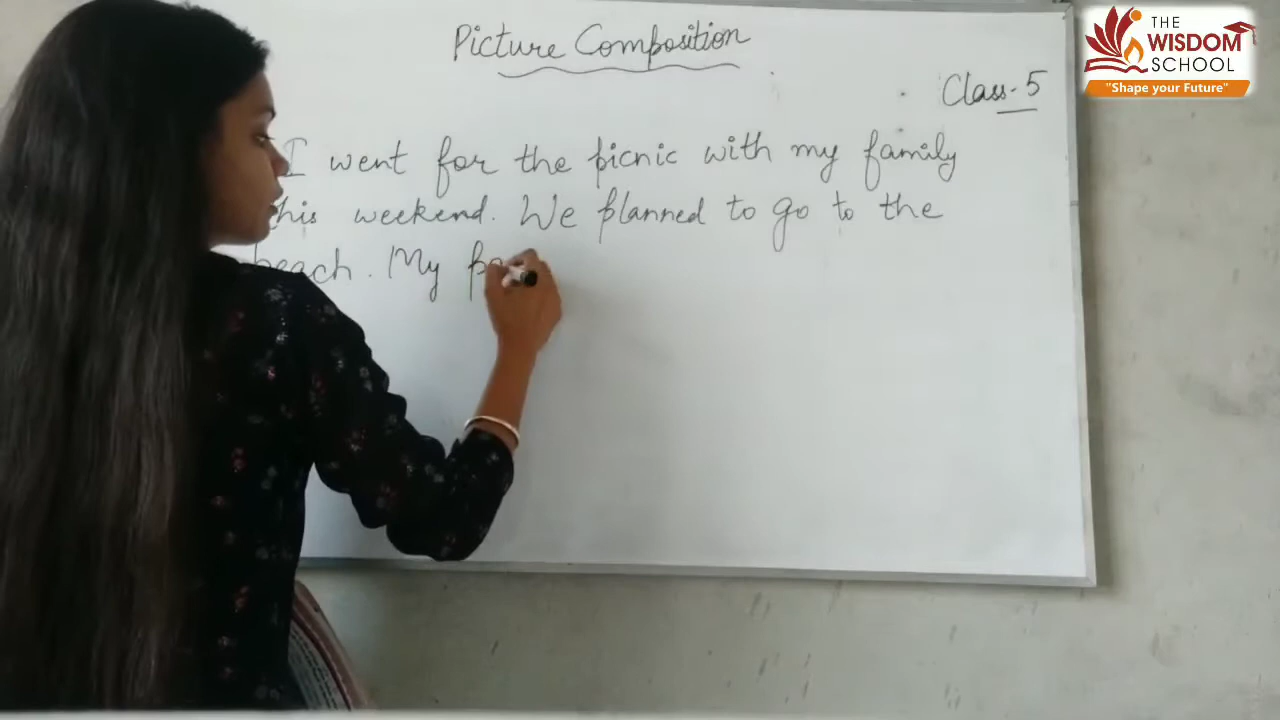 Picture Composition
THE
WISDOM
SCHOOL
"Shape your Future"
Class-5
I went for the picnic with my family
this weekend. We planned to go to the
beach. My